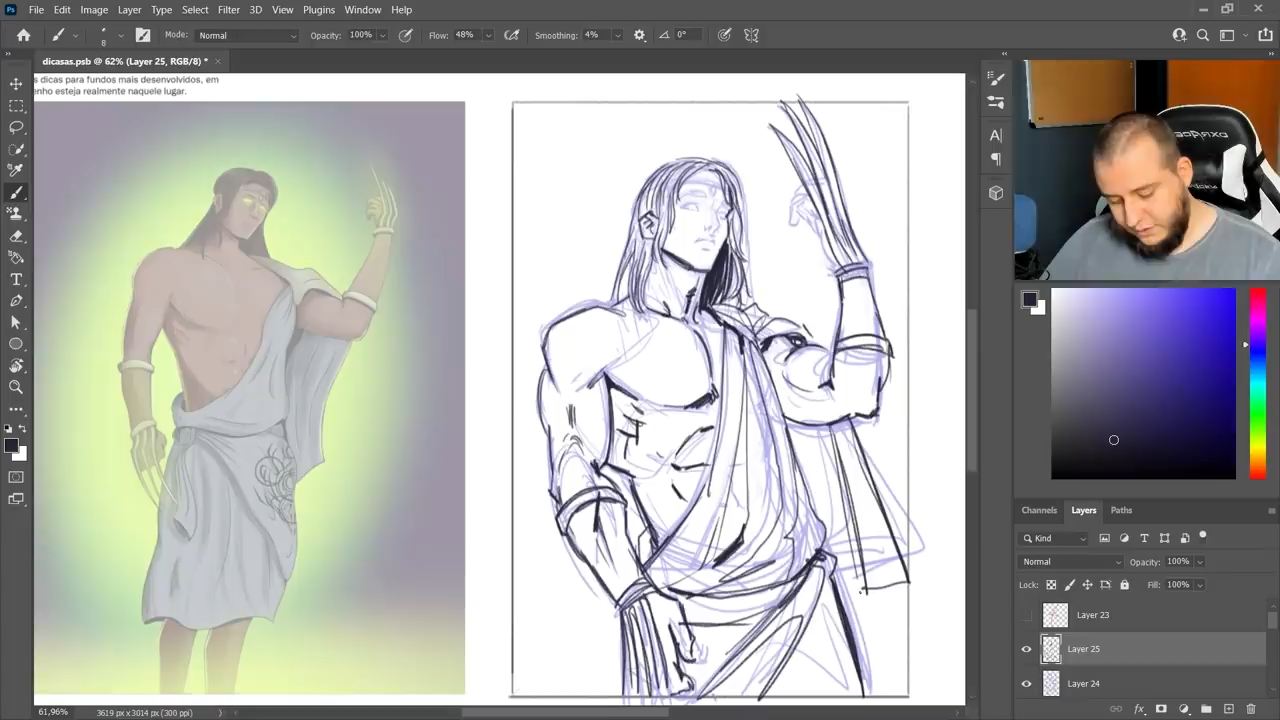 File Edit Image Layer Type Select Filter 3D View Plugins Window Help
Mode: Normal Opacity: 100% Flow: 48% Smoothing: 4% 0°
dicasas.psb @ 62% (Layer 25, RGB/8) *
s dicas para fundos mais desenvolvidos, em
enho esteja realmente naquele lugar.
Channels Layers Paths
Kind
Normal Opacity: 100%
Lock: Fill: 100%
Layer 23
Layer 25
Layer 24
61,96% 3619 px x 3014 px (300 ppi)